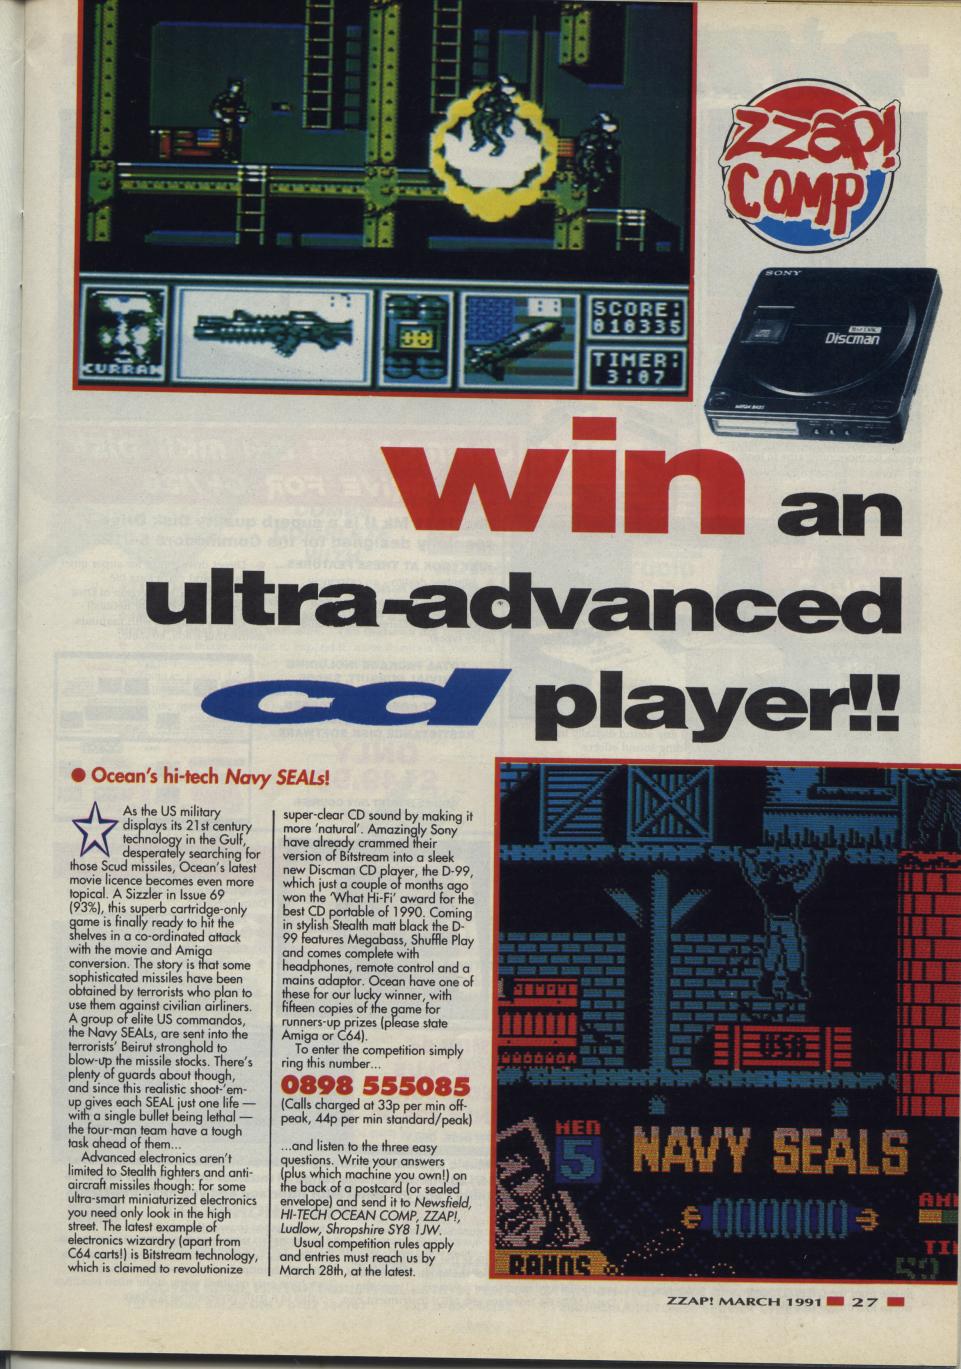 zzap!
COMP
CURRAN
SCORE:
010335
TIMER:
3:07
SONY
Discman
MEGA BASS
win an
ultra-advanced
cd player!!
● Ocean's hi-tech Navy SEALs!
As the US military
displays its 21st century
technology in the Gulf,
desperately searching for
those Scud missiles, Ocean's latest
movie licence becomes even more
topical. A Sizzler in Issue 69
(93%), this superb cartridge-only
game is finally ready to hit the
shelves in a co-ordinated attack
with the movie and Amiga
conversion. The story is that some
sophisticated missiles have been
obtained by terrorists who plan to
use them against civilian airliners.
A group of elite US commandos,
the Navy SEALs, are sent into the
terrorists' Beirut stronghold to
blow-up the missile stocks. There's
plenty of guards about though,
and since this realistic shoot-'em-
up gives each SEAL just one life —
with a single bullet being lethal —
the four-man team have a tough
task ahead of them...
Advanced electronics aren't
limited to Stealth fighters and anti-
aircraft missiles though: for some
ultra-smart miniaturized electronics
you need only look in the high
street. The latest example of
electronics wizardry (apart from
C64 carts!) is Bitstream technology,
which is claimed to revolutionize
super-clear CD sound by making it
more 'natural'. Amazingly Sony
have already crammed their
version of Bitstream into a sleek
new Discman CD player, the D-99,
which just a couple of months ago
won the 'What Hi-Fi' award for the
best CD portable of 1990. Coming
in stylish Stealth matt black the D-
99 features Megabass, Shuffle Play
and comes complete with
headphones, remote control and a
mains adaptor. Ocean have one of
these for our lucky winner, with
fifteen copies of the game for
runners-up prizes (please state
Amiga or C64).
To enter the competition simply
ring this number...
0898 555085
(Calls charged at 33p per min off-
peak, 44p per min standard/peak)
...and listen to the three easy
questions. Write your answers
(plus which machine you own!) on
the back of a postcard (or sealed
envelope) and send it to Newsfield,
HI-TECH OCEAN COMP, ZZAP!,
Ludlow, Shropshire SY8 1JW.
Usual competition rules apply
and entries must reach us by
March 28th, at the latest.
USA
MEN
5
NAVY SEALS
000000
AM
TI
59
RAMOS
ZZAP! MARCH 1991 27